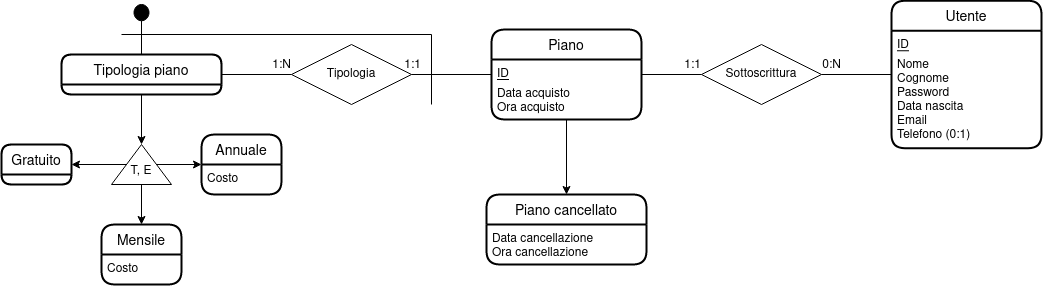 Tipologia piano
1:N
Tipologia
1:1
Piano
ID
Data acquisto
Ora acquisto
1:1
Sottoscrittura
0:N
Utente
ID
Nome
Cognome
Password
Data nascita
Email
Telefono (0:1)
Gratuito
T, E
Annuale
Costo
Mensile
Costo
Piano cancellato
Data cancellazione
Ora cancellazione